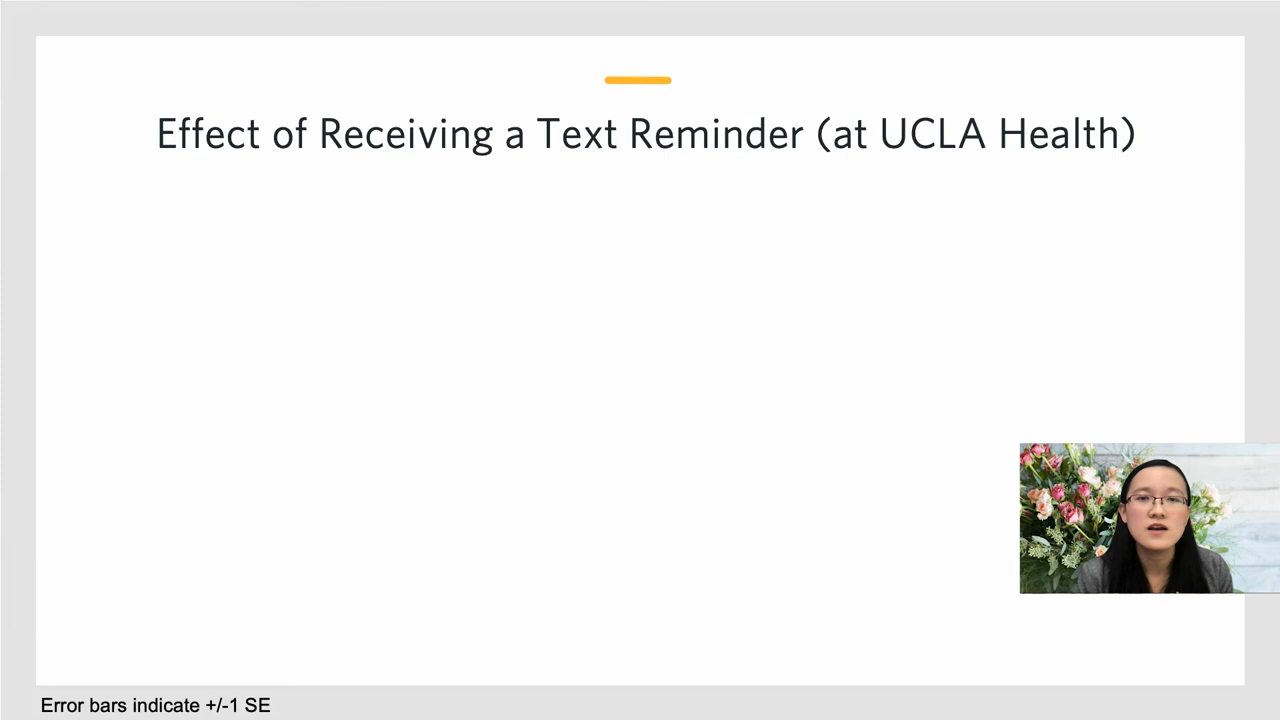 Effect of Receiving a Text Reminder (at UCLA Health)
Error bars indicate +/-1 SE